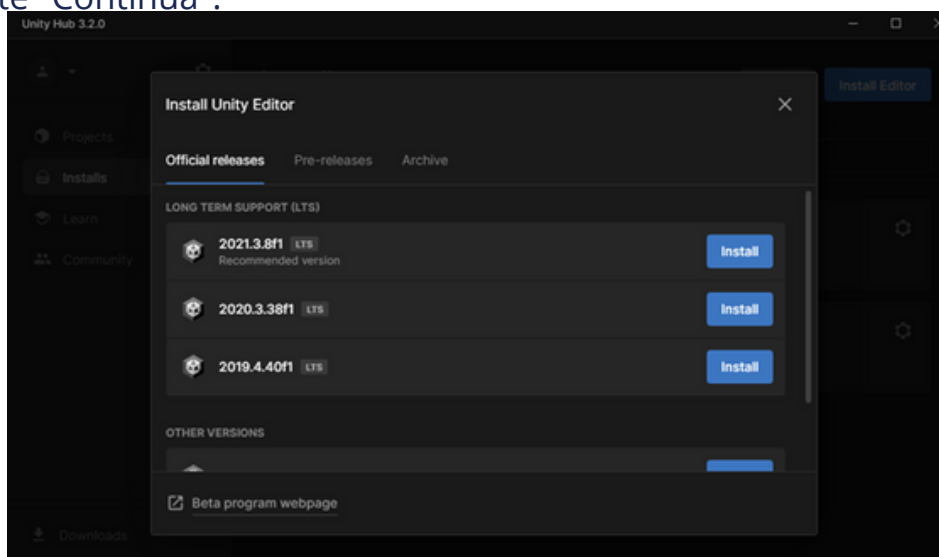 te "Continua".
Unity Hub 3.2.0
Install Editor
Install Unity Editor
Projects
Official releases Pre-releases Archive
Installs
LONG TERM SUPPORT (LTS)
Learn
2021.3.8f1 LTS Install
Recommended version
Community
2020.3.38f1 LTS Install
2019.4.40f1 LTS Install
OTHER VERSIONS
Beta program webpage
Downloads